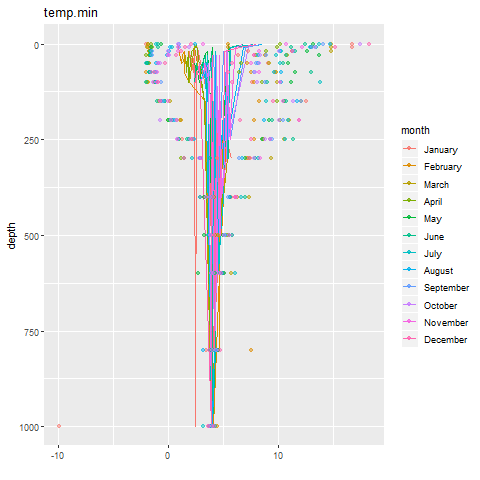 temp.min
0
250
500
750
1000
depth
-10
0
10
month
January
February
March
April
May
June
July
August
September
October
November
December